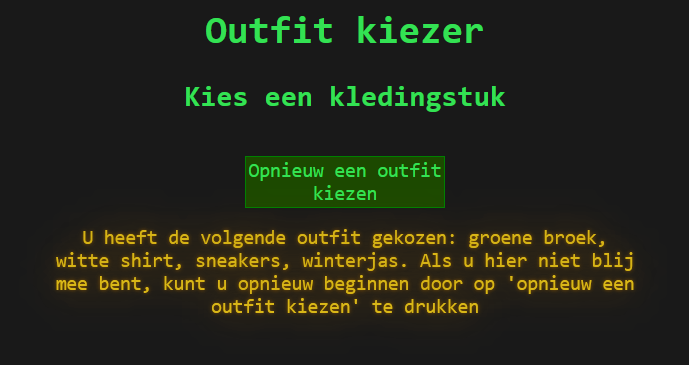 Outfit kiezer
Kies een kledingstuk
Opnieuw een outfit
kiezen
U heeft de volgende outfit gekozen: groene broek,
witte shirt, sneakers, winterjas. Als u hier niet blij
mee bent, kunt u opnieuw beginnen door op 'opnieuw een
outfit kiezen' te drukken